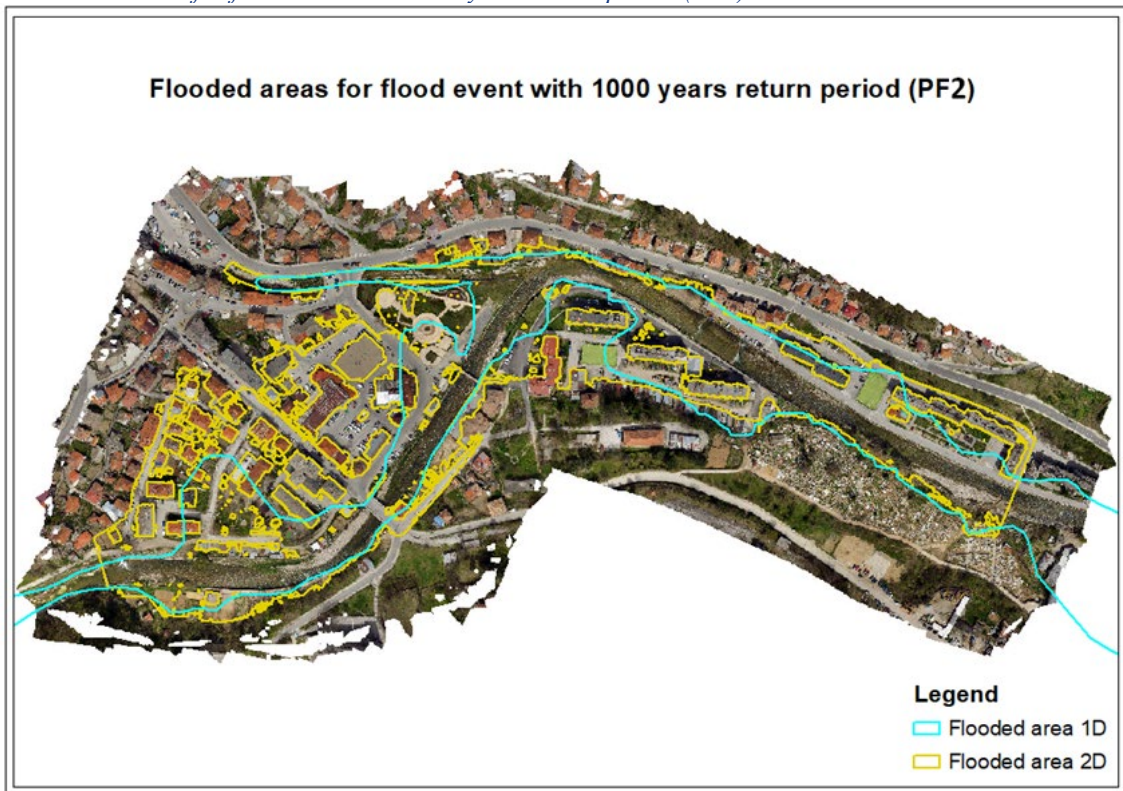 Flooded areas for flood event with 1000 years return period (PF2)
Legend
Flooded area 1D
Flooded area 2D